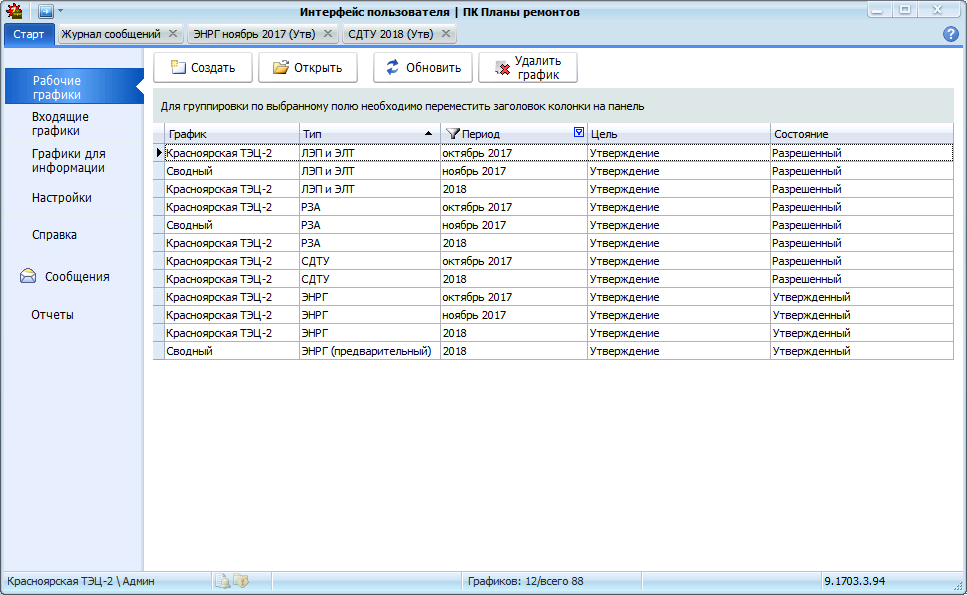 Интерфейс пользователя | ПК Планы ремонтов
Старт Журнал сообщений ЭНРГ ноябрь 2017 (Утв) СДТУ 2018 (Утв)
Создать Открыть Обновить Удалить график
Рабочие
графики
Входящие
графики
Графики для
информации
Настройки
Справка
Сообщения
Отчеты
Для группировки по выбранному полю необходимо переместить заголовок колонки на панель
График Тип Период Цель Состояние
Красноярская ТЭЦ-2 ЛЭП и ЭЛТ октябрь 2017 Утверждение Разрешенный
Сводный ЛЭП и ЭЛТ ноябрь 2017 Утверждение Разрешенный
Красноярская ТЭЦ-2 ЛЭП и ЭЛТ 2018 Утверждение Разрешенный
Красноярская ТЭЦ-2 РЗА октябрь 2017 Утверждение Разрешенный
Сводный РЗА ноябрь 2017 Утверждение Разрешенный
Красноярская ТЭЦ-2 РЗА 2018 Утверждение Разрешенный
Красноярская ТЭЦ-2 СДТУ октябрь 2017 Утверждение Разрешенный
Красноярская ТЭЦ-2 СДТУ 2018 Утверждение Разрешенный
Красноярская ТЭЦ-2 ЭНРГ октябрь 2017 Утверждение Утвержденный
Красноярская ТЭЦ-2 ЭНРГ ноябрь 2017 Утверждение Утвержденный
Красноярская ТЭЦ-2 ЭНРГ 2018 Утверждение Утвержденный
Сводный ЭНРГ (предварительный) 2018 Утверждение Утвержденный
Красноярская ТЭЦ-2 \ Админ Графиков: 12/всего 88 9.1703.3.94